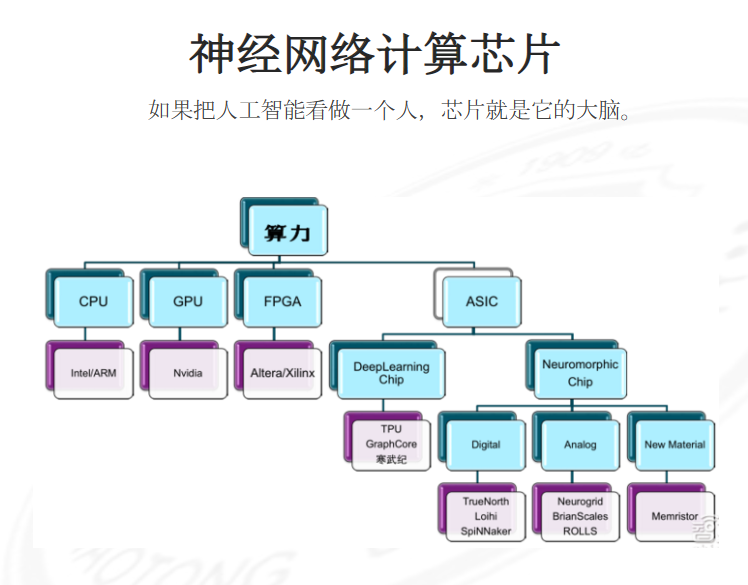 神经网络计算芯片
如果把人工智能看做一个人，芯片就是它的大脑。
1909
算力
CPU
GPU
FPGA
ASIC
Intel/ARM
Nvidia
Altera/Xilinx
DeepLearning
Chip
Neuromorphic
Chip
TPU
GraphCore
寒武纪
Digital
Analog
New Material
TrueNorth
Loihi
SpiNNaker
Neurogrid
BrianScales
ROLLS
Memristor
OTONG